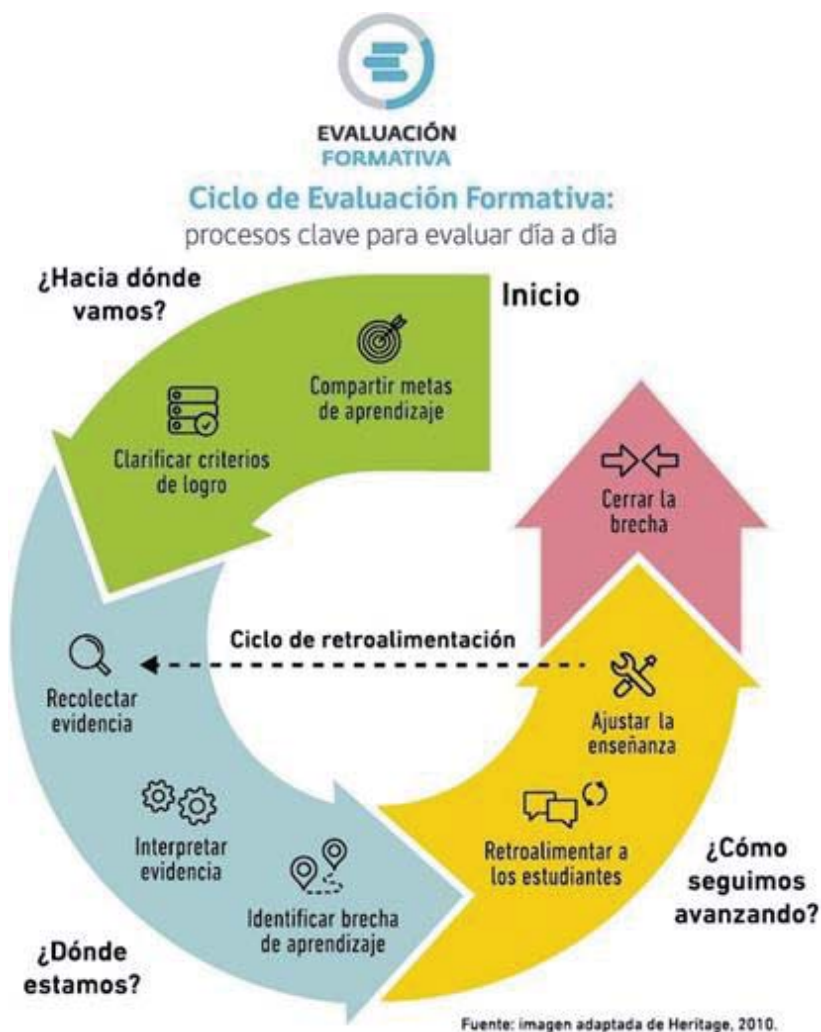 EVALUACIÓN
FORMATIVA
Ciclo de Evaluación Formativa:
procesos clave para evaluar día a día
¿Hacia dónde
vamos?
Inicio
Compartir metas
de aprendizaje
Clarificar criterios
de logro
Cerrar la
brecha
Ciclo de retroalimentación
Recolectar
evidencia
Ajustar la
enseñanza
Interpretar
evidencia
Retroalimentar a
los estudiantes
Identificar brecha
de aprendizaje
¿Cómo
seguimos
avanzando?
¿Dónde
estamos?
Fuente: imagen adaptada de Heritage, 2010.